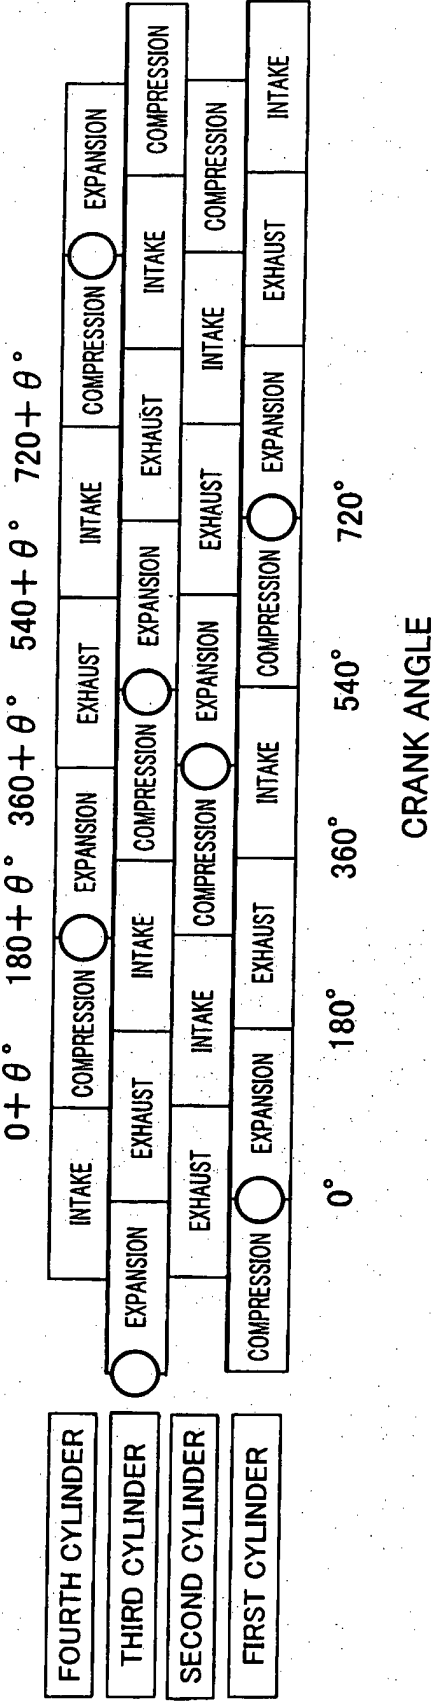 0+θ° 180+θ° 360+θ° 540+θ° 720+θ°
FOURTH CYLINDER INTAKE COMPRESSION EXPANSION EXHAUST INTAKE COMPRESSION EXPANSION
THIRD CYLINDER EXPANSION EXHAUST INTAKE COMPRESSION EXPANSION EXHAUST INTAKE COMPRESSION
SECOND CYLINDER EXHAUST INTAKE COMPRESSION EXPANSION EXHAUST INTAKE COMPRESSION
FIRST CYLINDER COMPRESSION EXPANSION EXHAUST INTAKE COMPRESSION EXPANSION EXHAUST INTAKE
0° 180° 360° 540° 720°
CRANK ANGLE